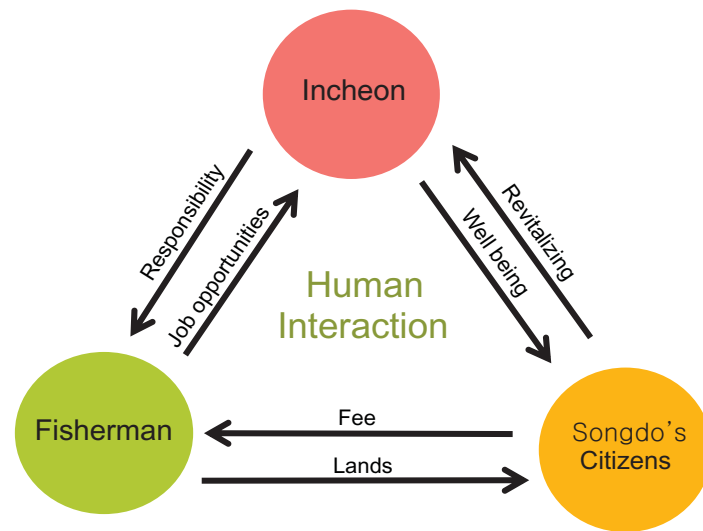 Incheon
Responsibility
Job opportunities
Well being
Revitalizing
Human
Interaction
Fisherman
Fee
Lands
Songdo's
Citizens